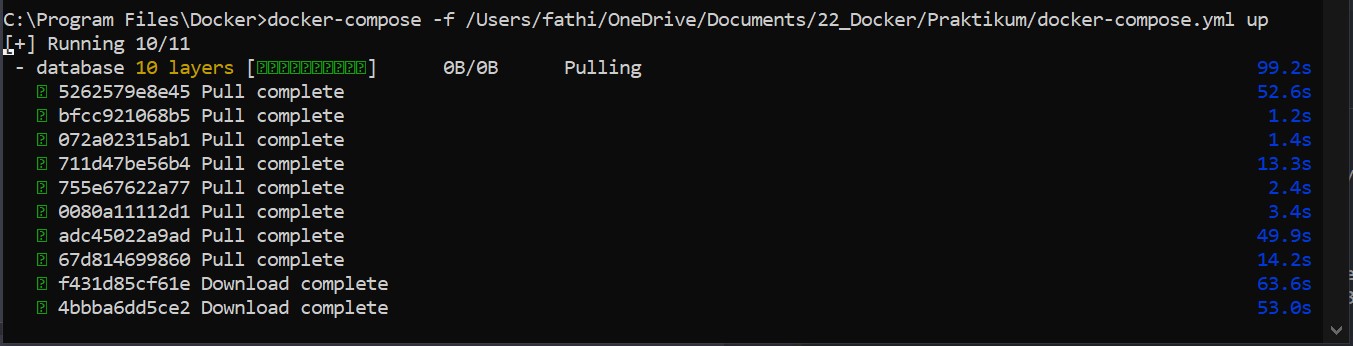 C:\Program Files\Docker>docker-compose -f /Users/fathi/OneDrive/Documents/22_Docker/Praktikum/docker-compose.yml up
[+] Running 10/11
- database 10 layers [⍰⍰⍰⍰⍰⍰⍰⍰⍰⍰] 0B/0B Pulling 99.2s
⍰ 5262579e8e45 Pull complete 52.6s
⍰ bfcc921068b5 Pull complete 1.2s
⍰ 072a02315ab1 Pull complete 1.4s
⍰ 711d47be56b4 Pull complete 13.3s
⍰ 755e67622a77 Pull complete 2.4s
⍰ 0080a11112d1 Pull complete 3.4s
⍰ adc45022a9ad Pull complete 49.9s
⍰ 67d814699860 Pull complete 14.2s
⍰ f431d85cf61e Download complete 63.6s
⍰ 4bbba6dd5ce2 Download complete 53.0s